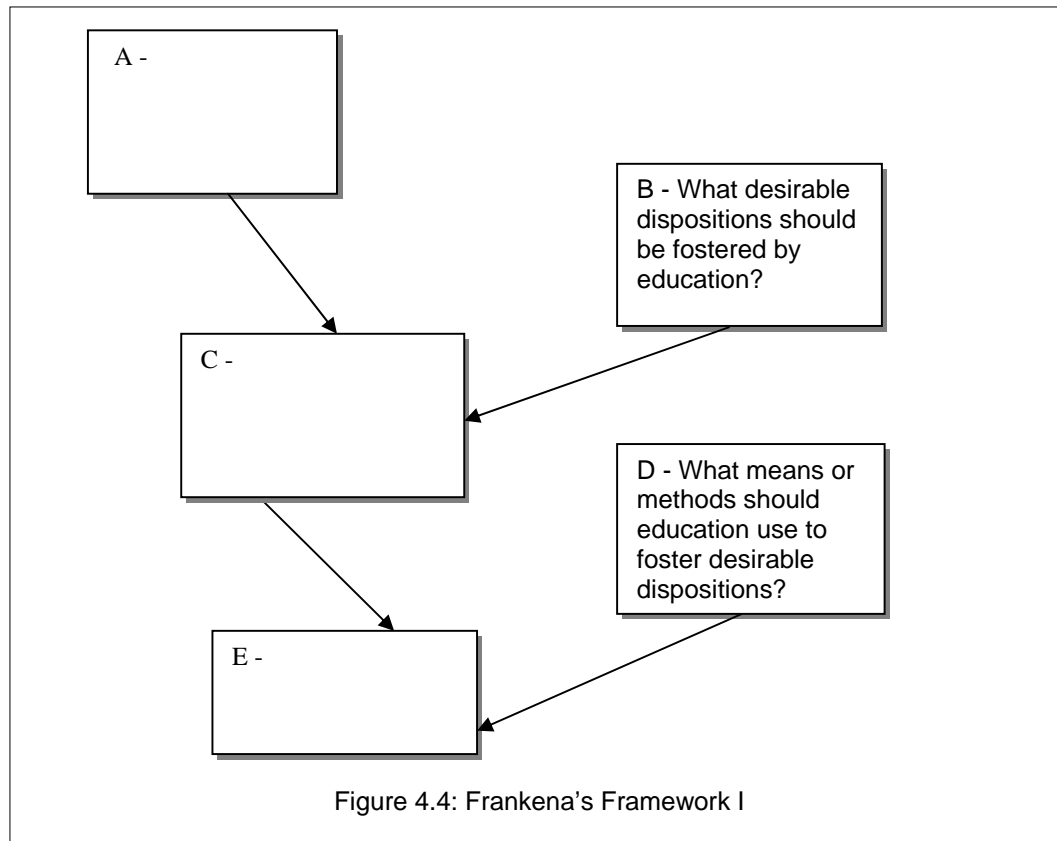 A -
B - What desirable
dispositions should
be fostered by
education?
C -
D - What means or
methods should
education use to
foster desirable
dispositions?
E -
Figure 4.4: Frankena's Framework I